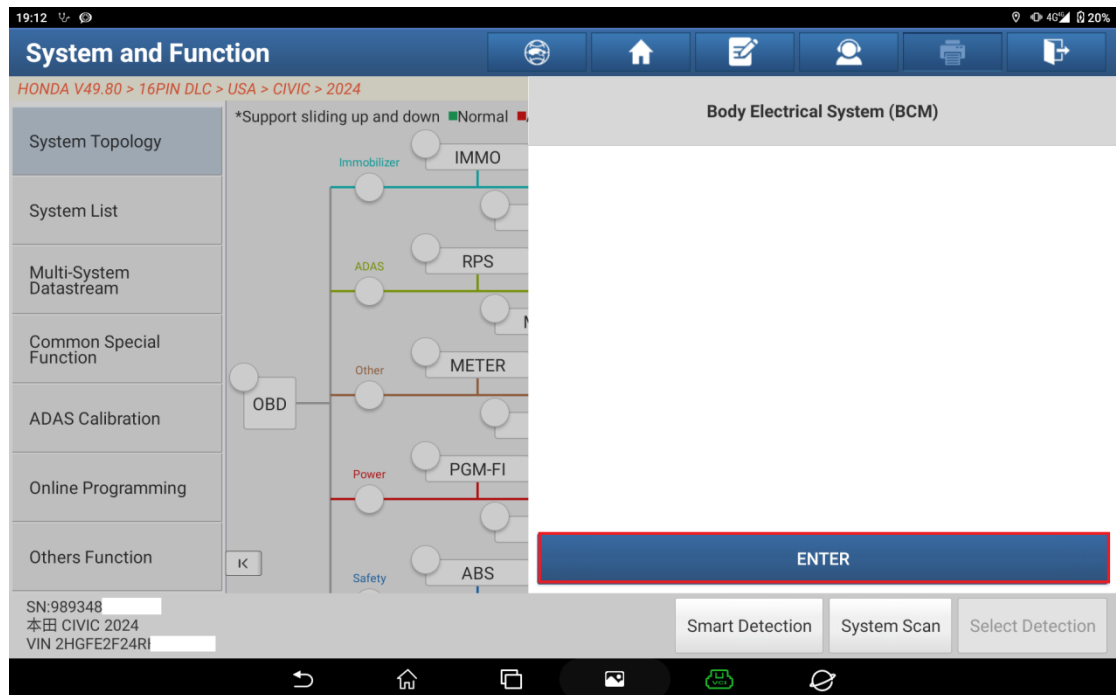 19:12
4G
20%
System and Function
HONDA V49.80 > 16PIN DLC > USA > CIVIC > 2024
System Topology
System List
Multi-System
Datastream
Common Special
Function
ADAS Calibration
Online Programming
Others Function
*Support sliding up and down Normal
Immobilizer
IMMO
ADAS
RPS
Other
METER
OBD
Power
PGM-FI
Safety
ABS
Body Electrical System (BCM)
ENTER
SN:989348
本田 CIVIC 2024
VIN 2HGFE2F24R
Smart Detection
System Scan
Select Detection
VCI